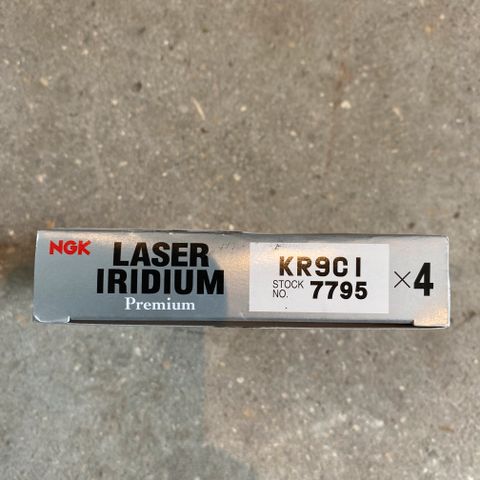 NGK
LASER
IRIDIUM
Premium
KR9CI
STOCK NO. 7795
×4